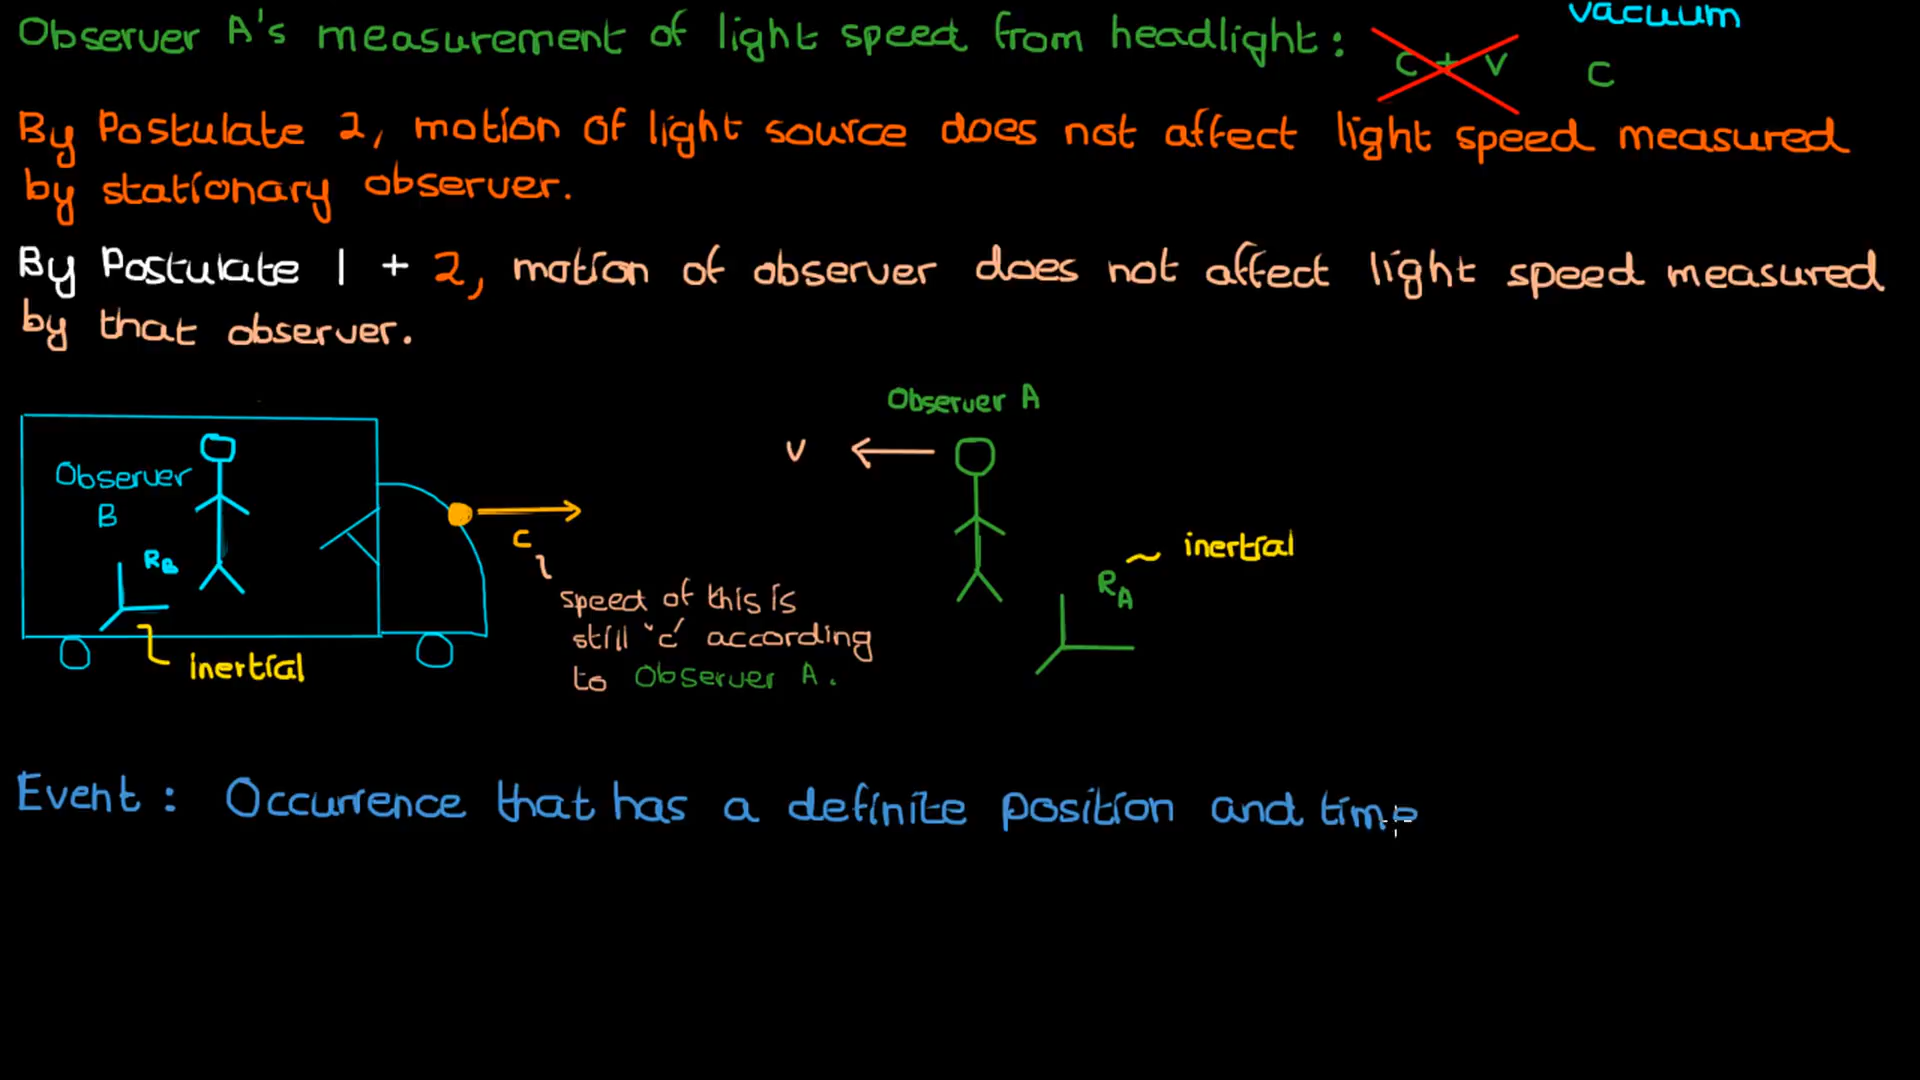 vacuum
Observer A's measurement of light speed from headlight: c + v c
By Postulate 2, motion of light source does not affect light speed measured
by stationary observer.
By Postulate 1 + 2, motion of observer does not affect light speed measured
by that observer.
Observer A
v
Observer
B
c
inertial
RB
RA
speed of this is
still 'c' according
to Observer A.
inertial
Event: Occurrence that has a definite position and time